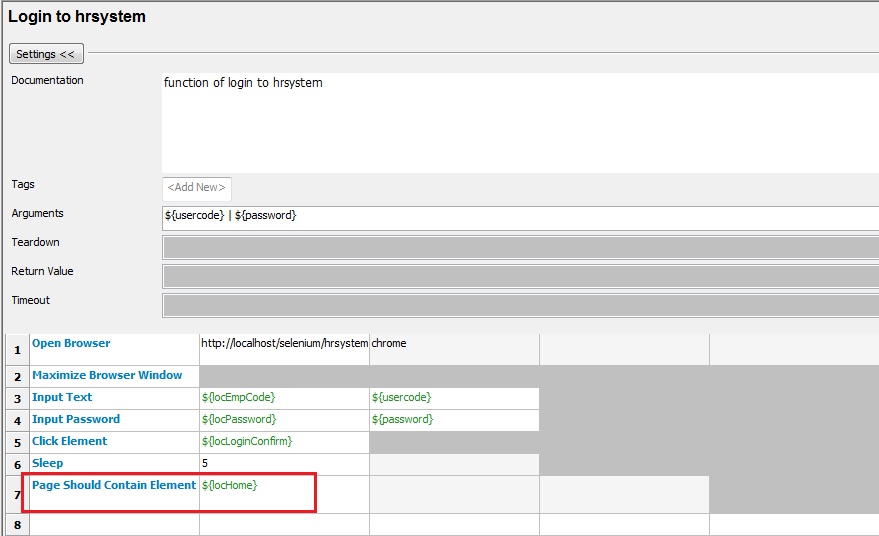 Login to hrsystem
Settings <<
Documentation
function of login to hrsystem
Tags
<Add New>
Arguments
${usercode} | ${password}
Teardown
Return Value
Timeout
1 Open Browser http://localhost/selenium/hrsystem chrome
2 Maximize Browser Window
3 Input Text ${locEmpCode} ${usercode}
4 Input Password ${locPassword} ${password}
5 Click Element ${locLoginConfirm}
6 Sleep 5
7 Page Should Contain Element ${locHome}
8